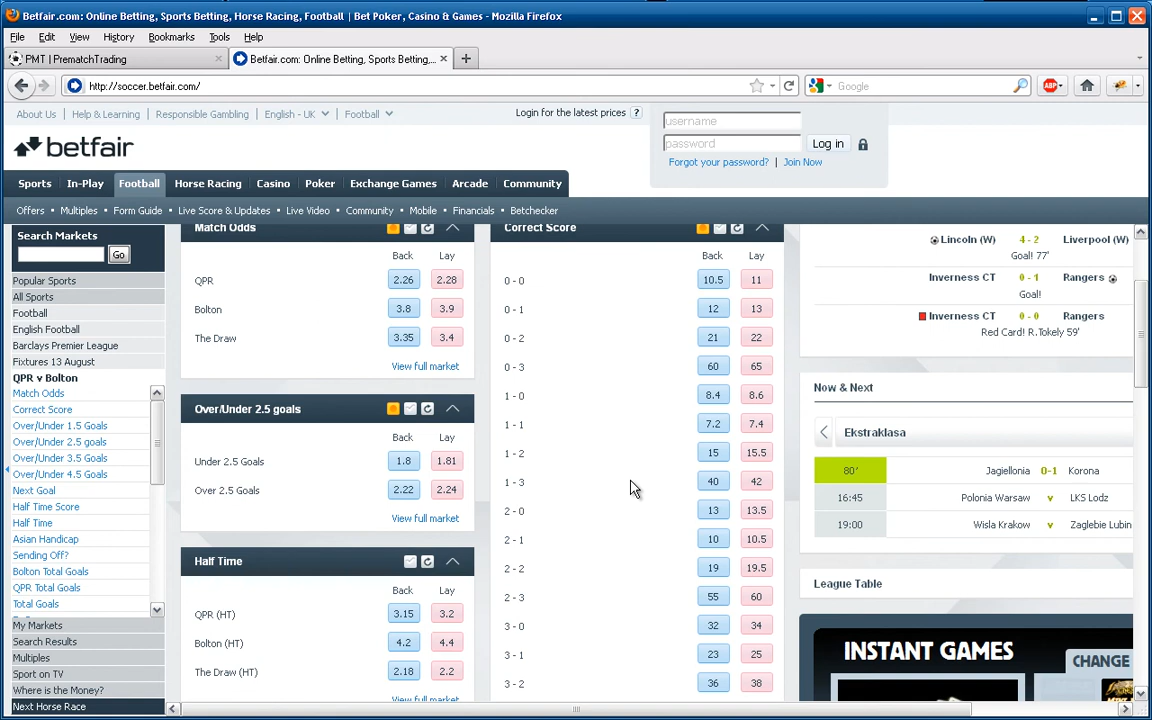 Betfair.com: Online Betting, Sports Betting, Horse Racing, Football | Bet Poker, Casino & Games - Mozilla Firefox
File Edit View History Bookmarks Tools Help
PMT | PrematchTrading
Betfair.com: Online Betting, Sports Betting,...
http://soccer.betfair.com/
Google
ABP
About Us Help & Learning Responsible Gambling English - UK Football
Login for the latest prices ?
username
password
Log in
Forgot your password? Join Now
betfair
Sports In-Play Football Horse Racing Casino Poker Exchange Games Arcade Community
Offers • Multiples • Form Guide • Live Score & Updates • Live Video • Community • Mobile • Financials • Betchecker
Search Markets
Go
Popular Sports
All Sports
Football
English Football
Barclays Premier League
Fixtures 13 August
QPR v Bolton
Match Odds
Correct Score
Over/Under 1.5 Goals
Over/Under 2.5 goals
Over/Under 3.5 Goals
Over/Under 4.5 Goals
Next Goal
Half Time Score
Half Time
Asian Handicap
Sending Off?
Bolton Total Goals
QPR Total Goals
Total Goals
My Markets
Search Results
Multiples
Sport on TV
Where is the Money?
Next Horse Race
Match Odds
Back Lay
QPR 2.26 2.28
Bolton 3.8 3.9
The Draw 3.35 3.4
View full market
Over/Under 2.5 goals
Back Lay
Under 2.5 Goals 1.8 1.81
Over 2.5 Goals 2.22 2.24
View full market
Half Time
Back Lay
QPR (HT) 3.15 3.2
Bolton (HT) 4.2 4.4
The Draw (HT) 2.18 2.2
View full market
Correct Score
Back Lay
0 - 0 10.5 11
0 - 1 12 13
0 - 2 21 22
0 - 3 60 65
1 - 0 8.4 8.6
1 - 1 7.2 7.4
1 - 2 15 15.5
1 - 3 40 42
2 - 0 13 13.5
2 - 1 10 10.5
2 - 2 19 19.5
2 - 3 55 60
3 - 0 32 34
3 - 1 23 25
3 - 2 36 38
Lincoln (W) 4 - 2 Liverpool (W)
Goal! 77'
Inverness CT 0 - 1 Rangers
Goal!
Inverness CT 0 - 0 Rangers
Red Card! R.Tokely 59'
Now & Next
Ekstraklasa
80' Jagiellonia 0-1 Korona
16:45 Polonia Warsaw v LKS Lodz
19:00 Wisla Krakow v Zaglebie Lubin
League Table
INSTANT GAMES
CHANGE